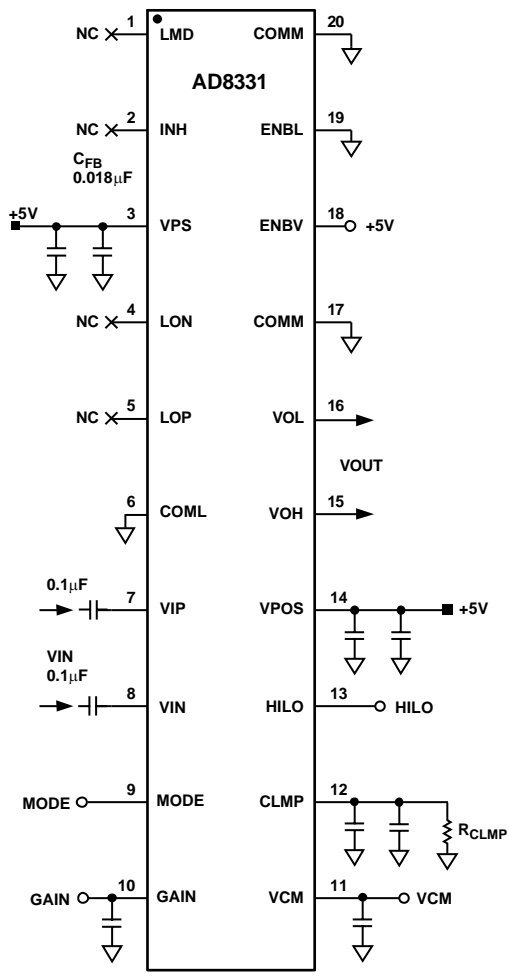 1 20
NC LMD COMM
AD8331
2 19
NC INH ENBL
CFB
0.018μF
+5V 3 18
VPS ENBV +5V
4 17
NC LON COMM
5 16
NC LOP VOL
VOUT
6 15
COML VOH
0.1μF 7 14
VIP VPOS +5V
VIN
0.1μF 8 13
VIN HILO HILO
9 12
MODE MODE CLMP
RCLMP
10 11
GAIN GAIN VCM VCM